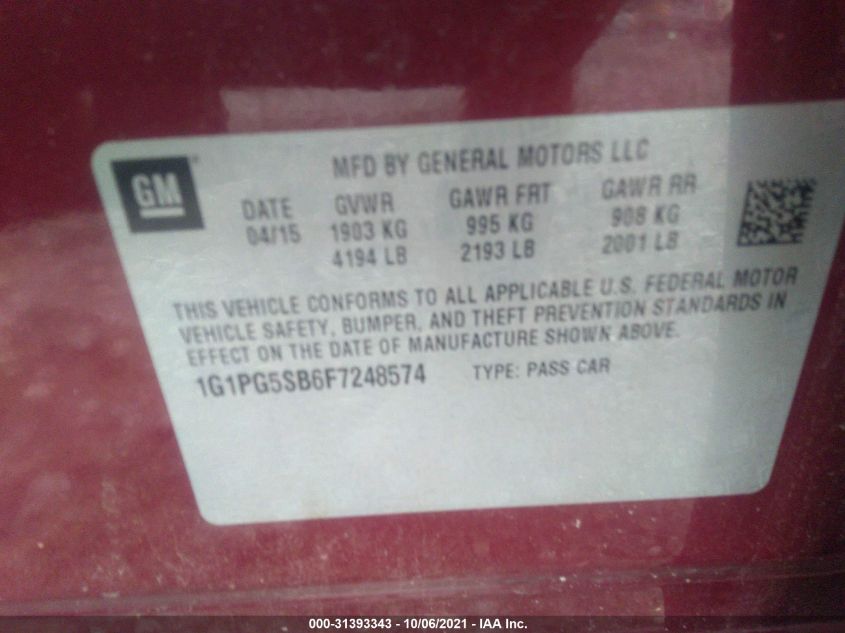 GM
MFD BY GENERAL MOTORS LLC
DATE GVWR GAWR FRT GAWR RR
04/15 1903 KG 995 KG 908 KG
4194 LB 2193 LB 2001 LB
THIS VEHICLE CONFORMS TO ALL APPLICABLE U.S. FEDERAL MOTOR
VEHICLE SAFETY, BUMPER, AND THEFT PREVENTION STANDARDS IN
EFFECT ON THE DATE OF MANUFACTURE SHOWN ABOVE.
1G1PG5SB6F7248574 TYPE: PASS CAR
000-31393343 - 10/06/2021 - IAA Inc.